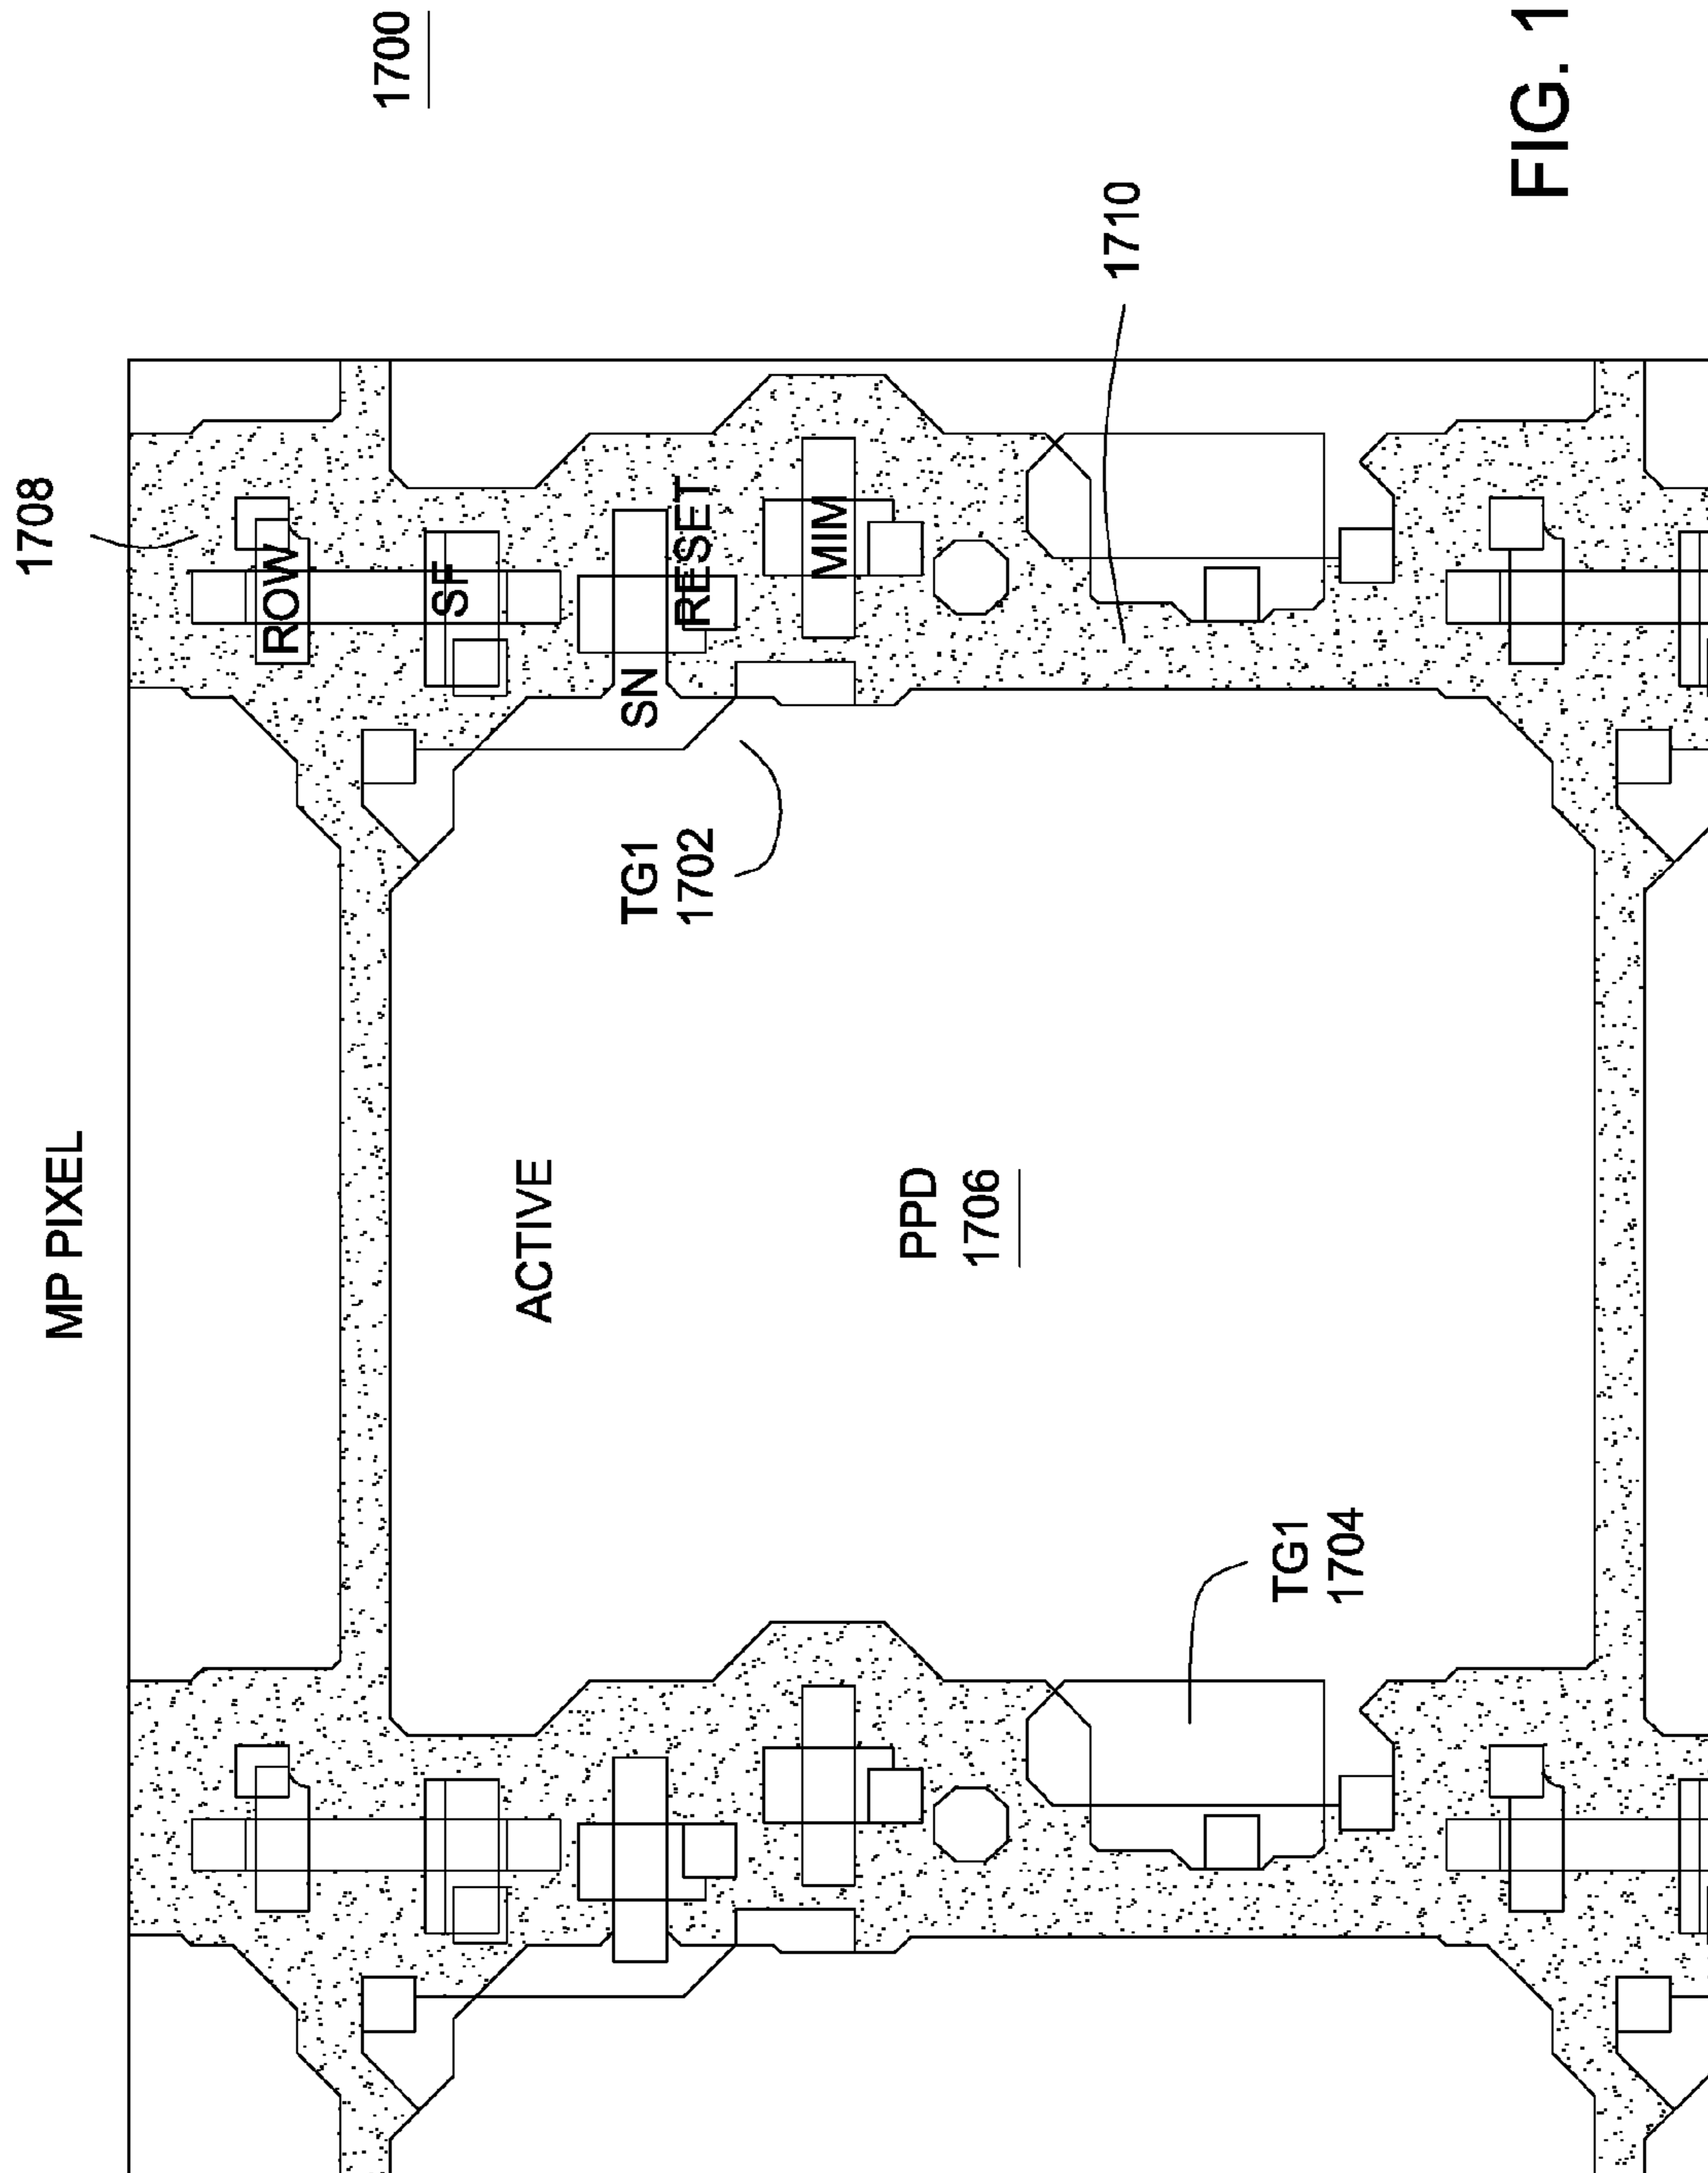 1708
MP PIXEL
ROW
1700
SF
ACTIVE
SN
TG1
1702
RESET
MIM
PPD
1706
1710
TG1
1704
FIG. 1